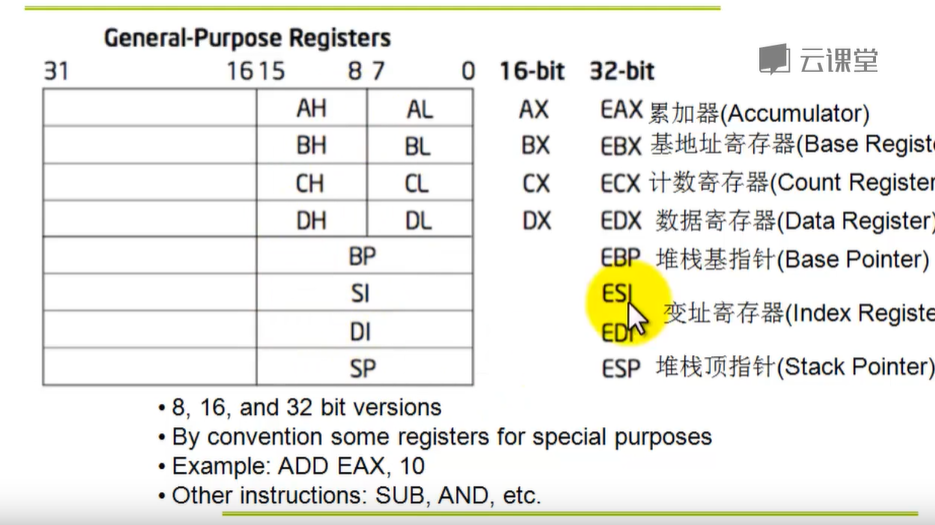 General-Purpose Registers
云课堂
31 16 15 8 7 0 16-bit 32-bit
AH AL AX EAX 累加器(Accumulator)
BH BL BX EBX 基地址寄存器(Base Registe
CH CL CX ECX 计数寄存器(Count Register
DH DL DX EDX 数据寄存器(Data Register)
BP EBP 堆栈基指针(Base Pointer)
SI ESI
变址寄存器(Index Registe
DI EDI
SP ESP 堆栈顶指针(Stack Pointer)
• 8, 16, and 32 bit versions
• By convention some registers for special purposes
• Example: ADD EAX, 10
• Other instructions: SUB, AND, etc.